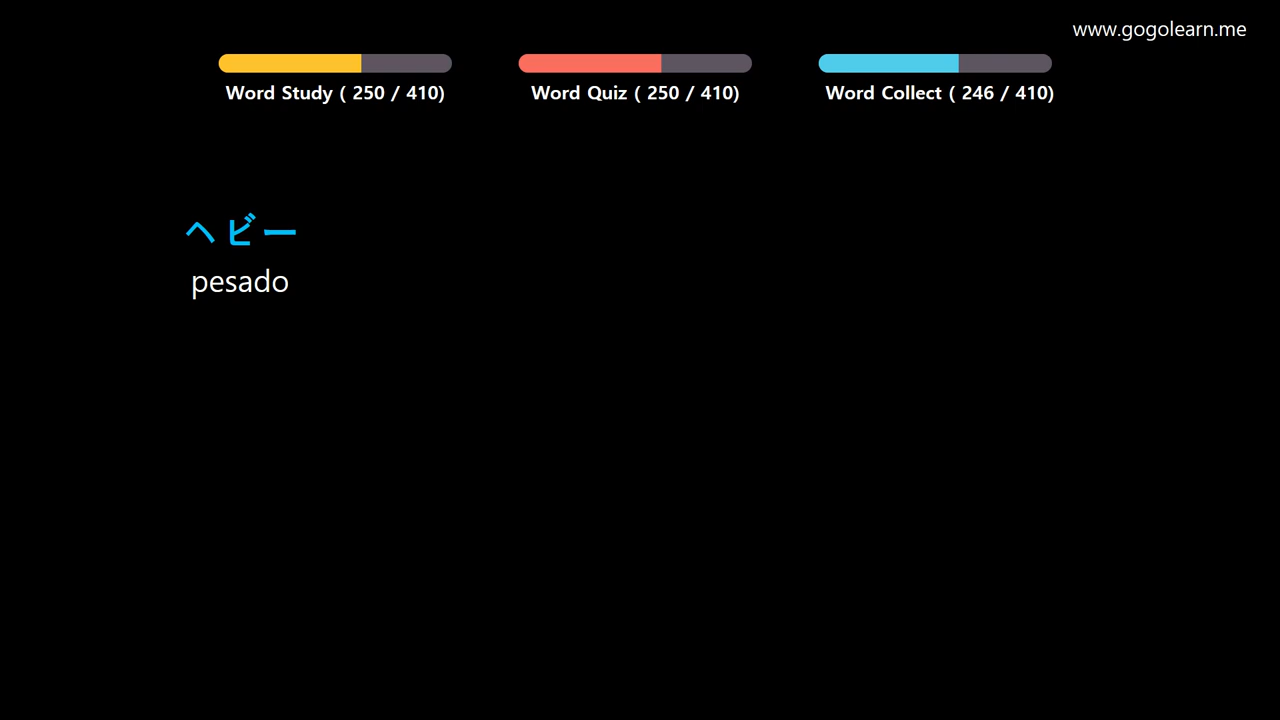 www.gogolearn.me
Word Study ( 250 / 410)
Word Quiz ( 250 / 410)
Word Collect ( 246 / 410)
ヘビー
pesado